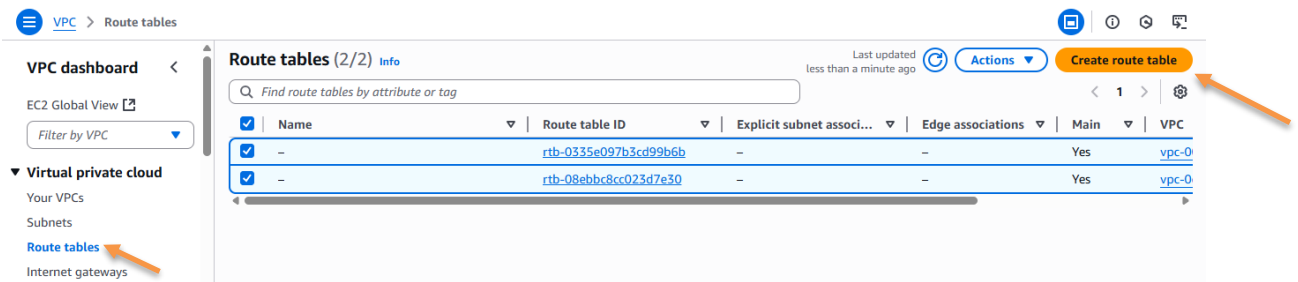 VPC > Route tables
VPC dashboard
EC2 Global View
Filter by VPC
Virtual private cloud
Your VPCs
Subnets
Route tables
Internet gateways
Route tables (2/2) Info
Last updated
less than a minute ago
Actions
Create route table
Find route tables by attribute or tag
1
Name Route table ID Explicit subnet associ... Edge associations Main VPC
– rtb-0335e097b3cd99b6b – – Yes
– rtb-08ebbc8cc023d7e30 – – Yes